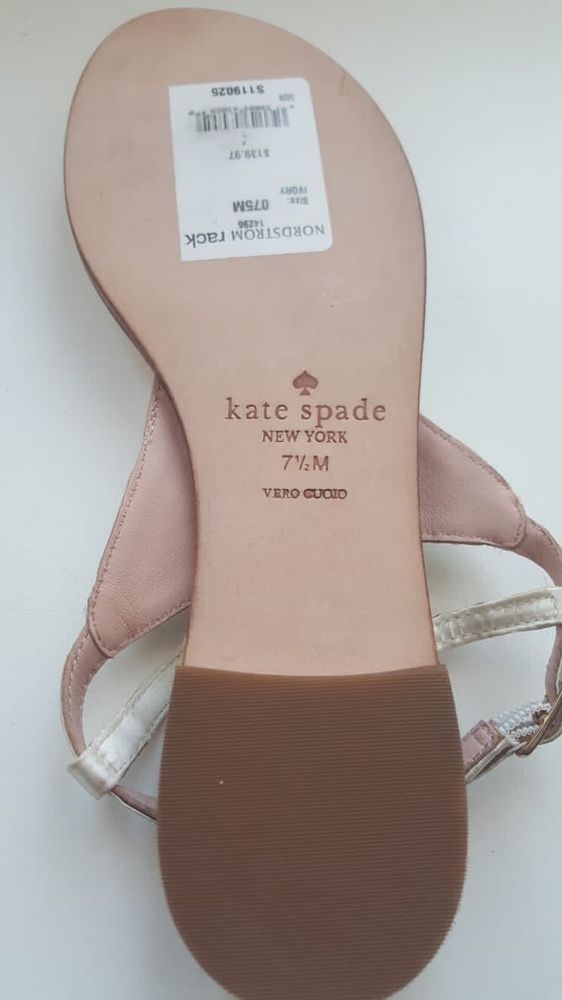 NORDSTROM rack
14296
Size: 075M
IVORY
$139.97
S119025
kate spade
NEW YORK
7½M
VERO CUOIO